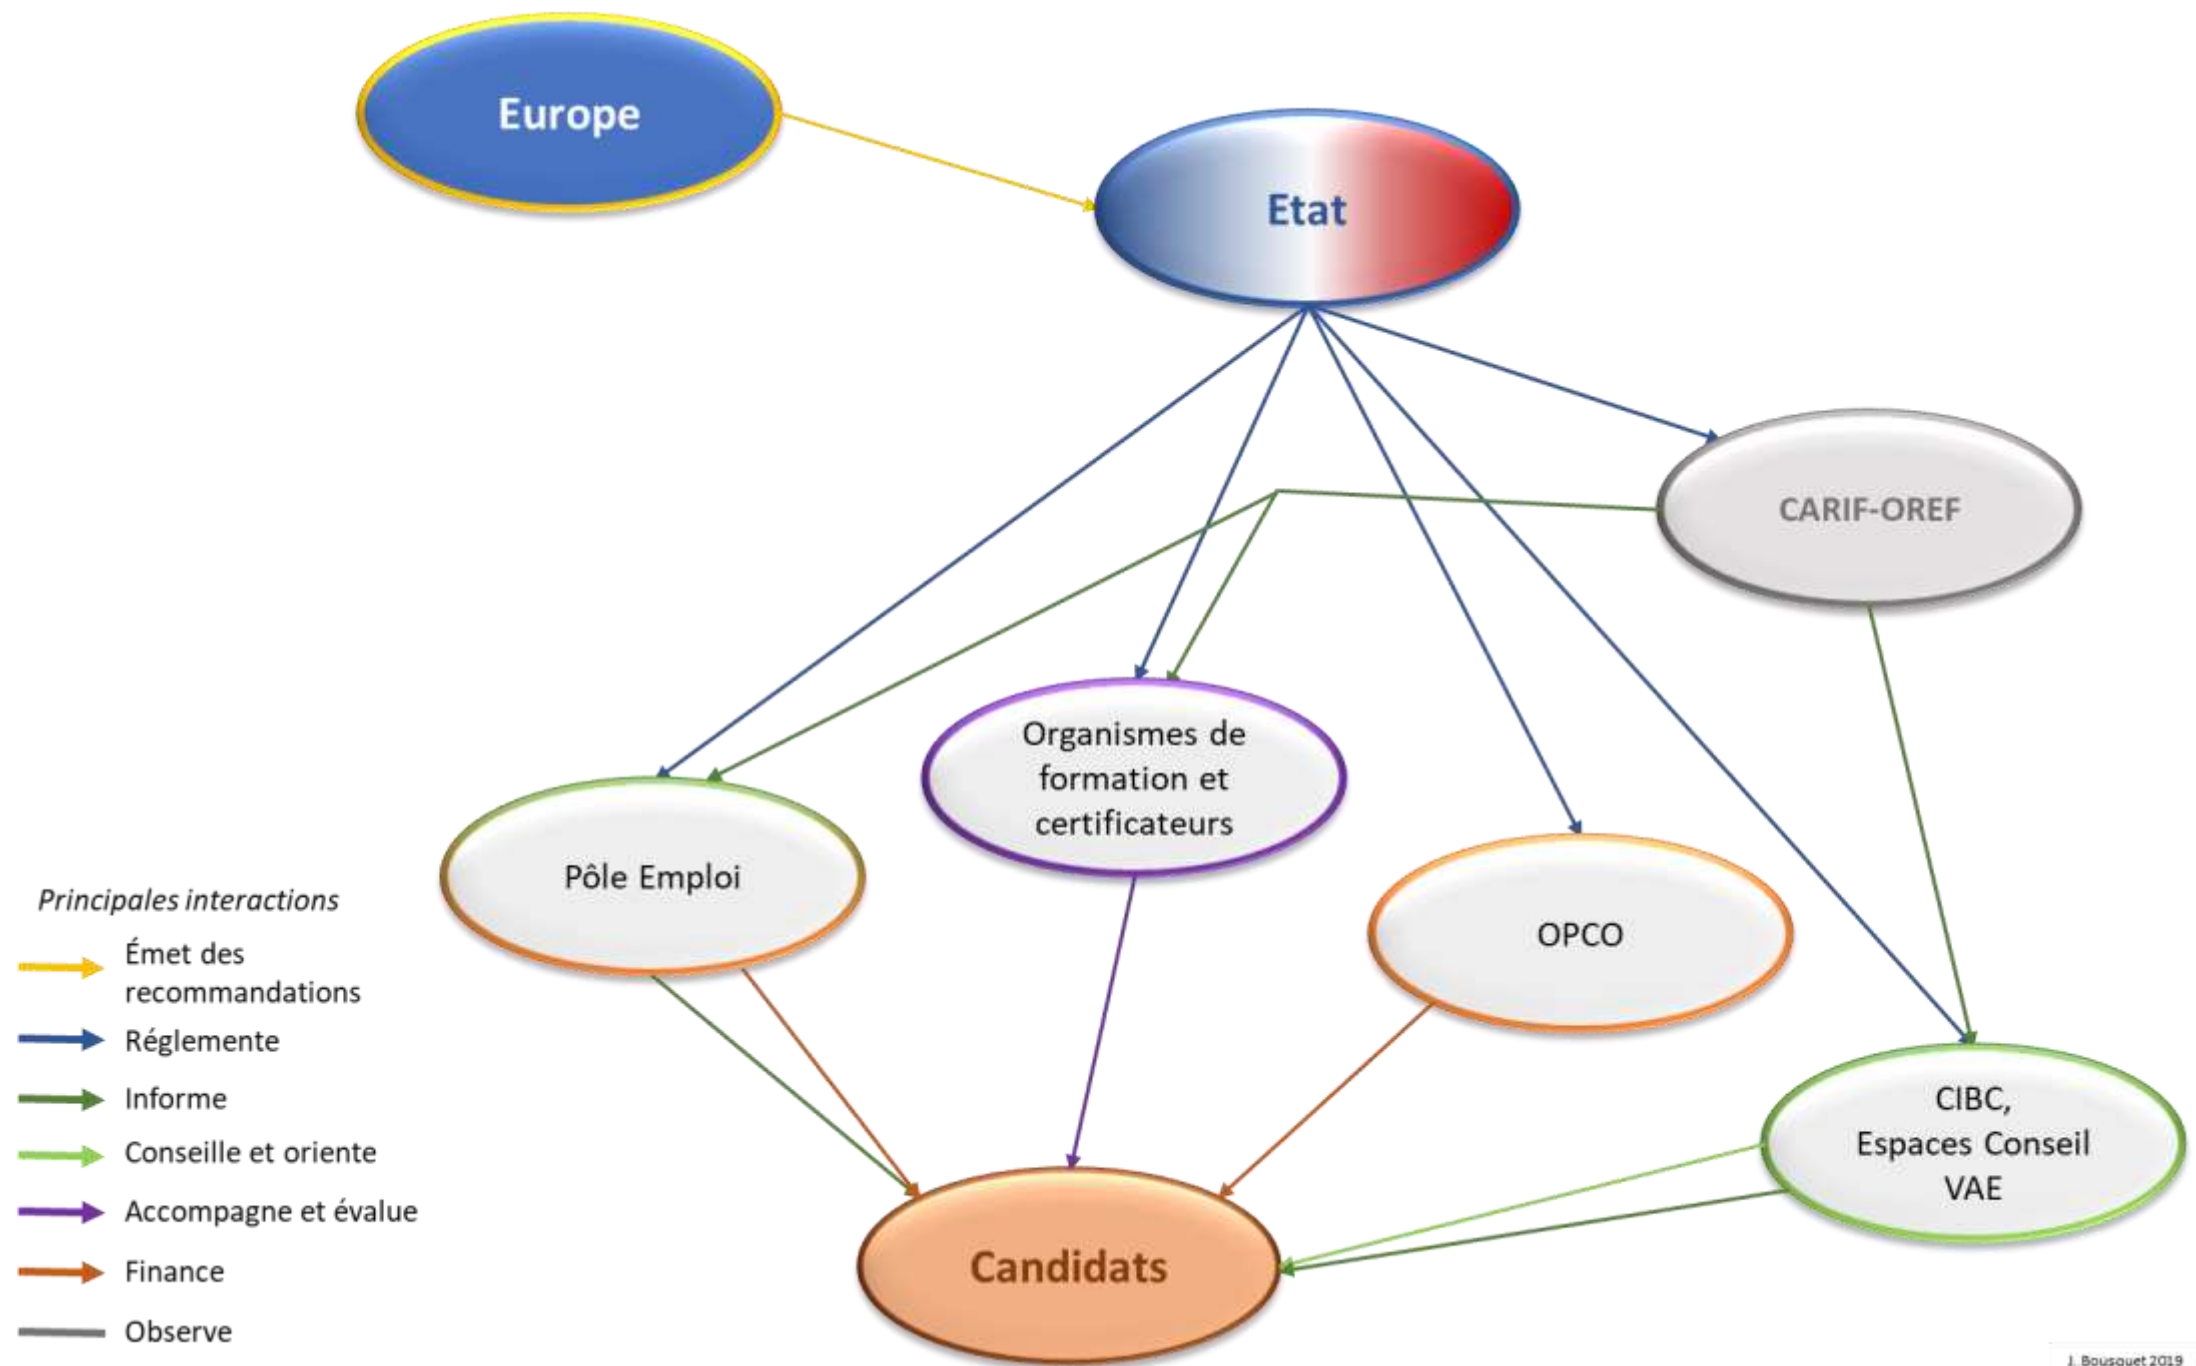 Europe
Etat
CARIF-OREF
Organismes de
formation et
certificateurs
Pôle Emploi
OPCO
CIBC,
Espaces Conseil
VAE
Candidats
Principales interactions
Émet des
recommandations
Réglemente
Informe
Conseille et oriente
Accompagne et évalue
Finance
Observe
J. Bousquet 2019